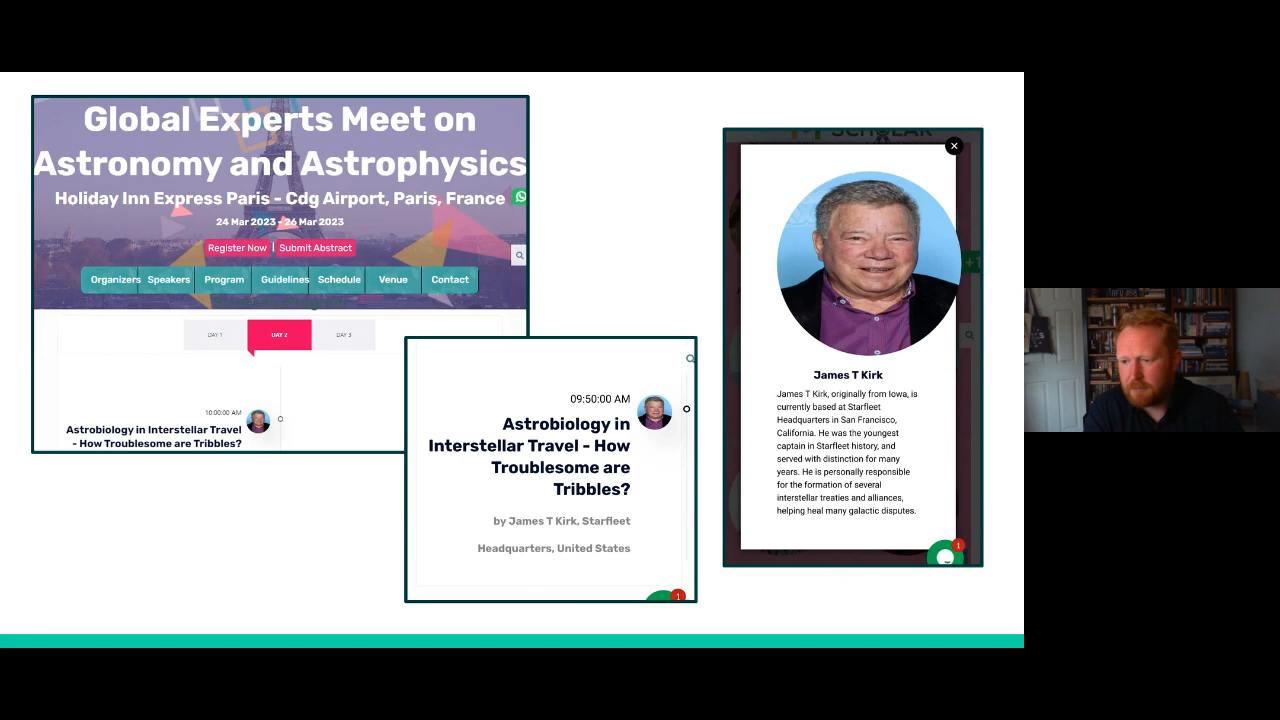 Global Experts Meet on
Astronomy and Astrophysics
Holiday Inn Express Paris - Cdg Airport, Paris, France
24 Mar 2023 - 26 Mar 2023
Register Now | Submit Abstract
Organizers Speakers Program Guidelines Schedule Venue Contact
DAY 1 DAY 2 DAY 3
10:00:00 AM
Astrobiology in Interstellar Travel
- How Troublesome are Tribbles?
09:50:00 AM
Astrobiology in
Interstellar Travel - How
Troublesome are
Tribbles?
by James T Kirk, Starfleet
Headquarters, United States
1
SCHOLAR
+1
James T Kirk
James T Kirk, originally from Iowa, is
currently based at Starfleet
Headquarters in San Francisco,
California. He was the youngest
captain in Starfleet history, and
served with distinction for many
years. He is personally responsible
for the formation of several
interstellar treaties and alliances,
helping heal many galactic disputes.
1